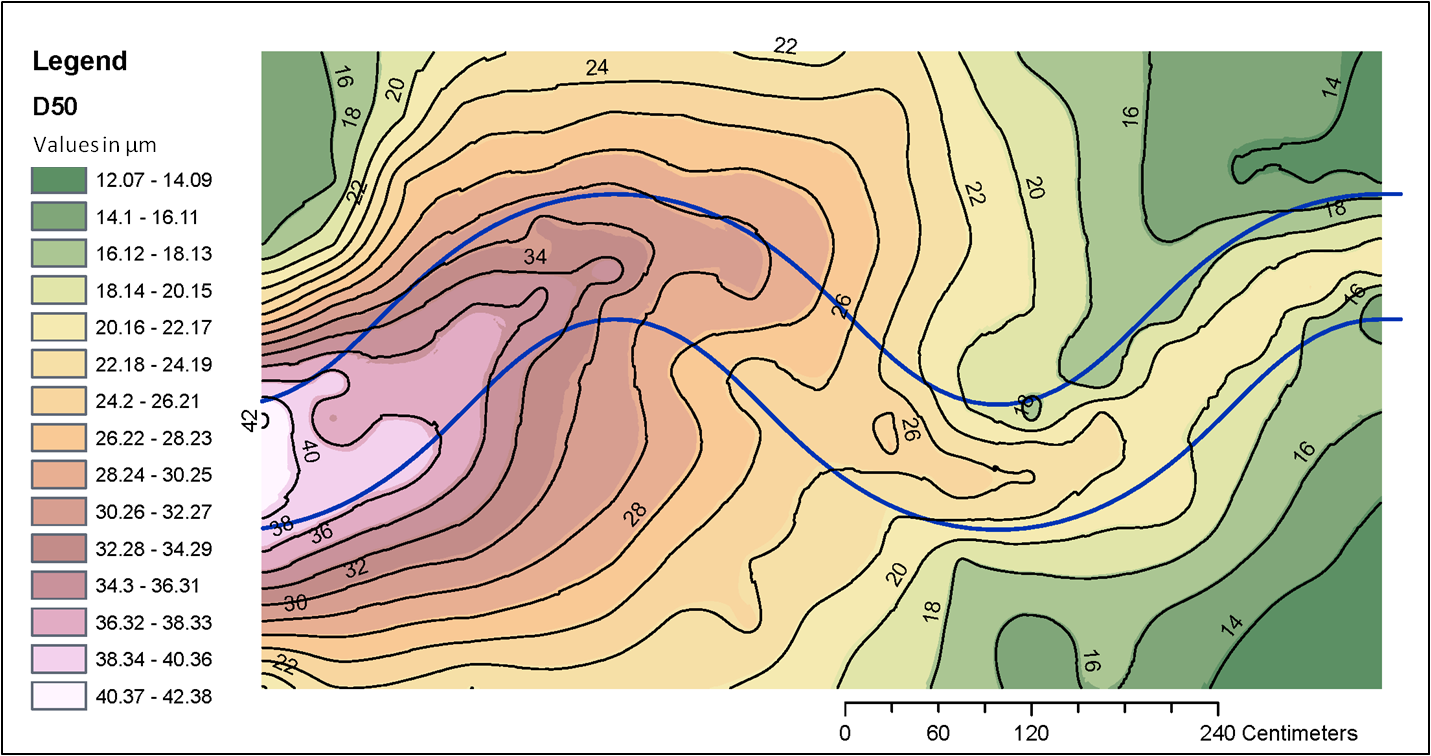 Legend
D50
Values in µm
12.07 - 14.09
14.1 - 16.11
16.12 - 18.13
18.14 - 20.15
20.16 - 22.17
22.18 - 24.19
24.2 - 26.21
26.22 - 28.23
28.24 - 30.25
30.26 - 32.27
32.28 - 34.29
34.3 - 36.31
36.32 - 38.33
38.34 - 40.36
40.37 - 42.38
22
24
16
20
14
18
16
22
22
20
18
34
16
26
42
18
26
40
16
28
38
36
32
20
30
18
14
22
16
0 60 120 240 Centimeters